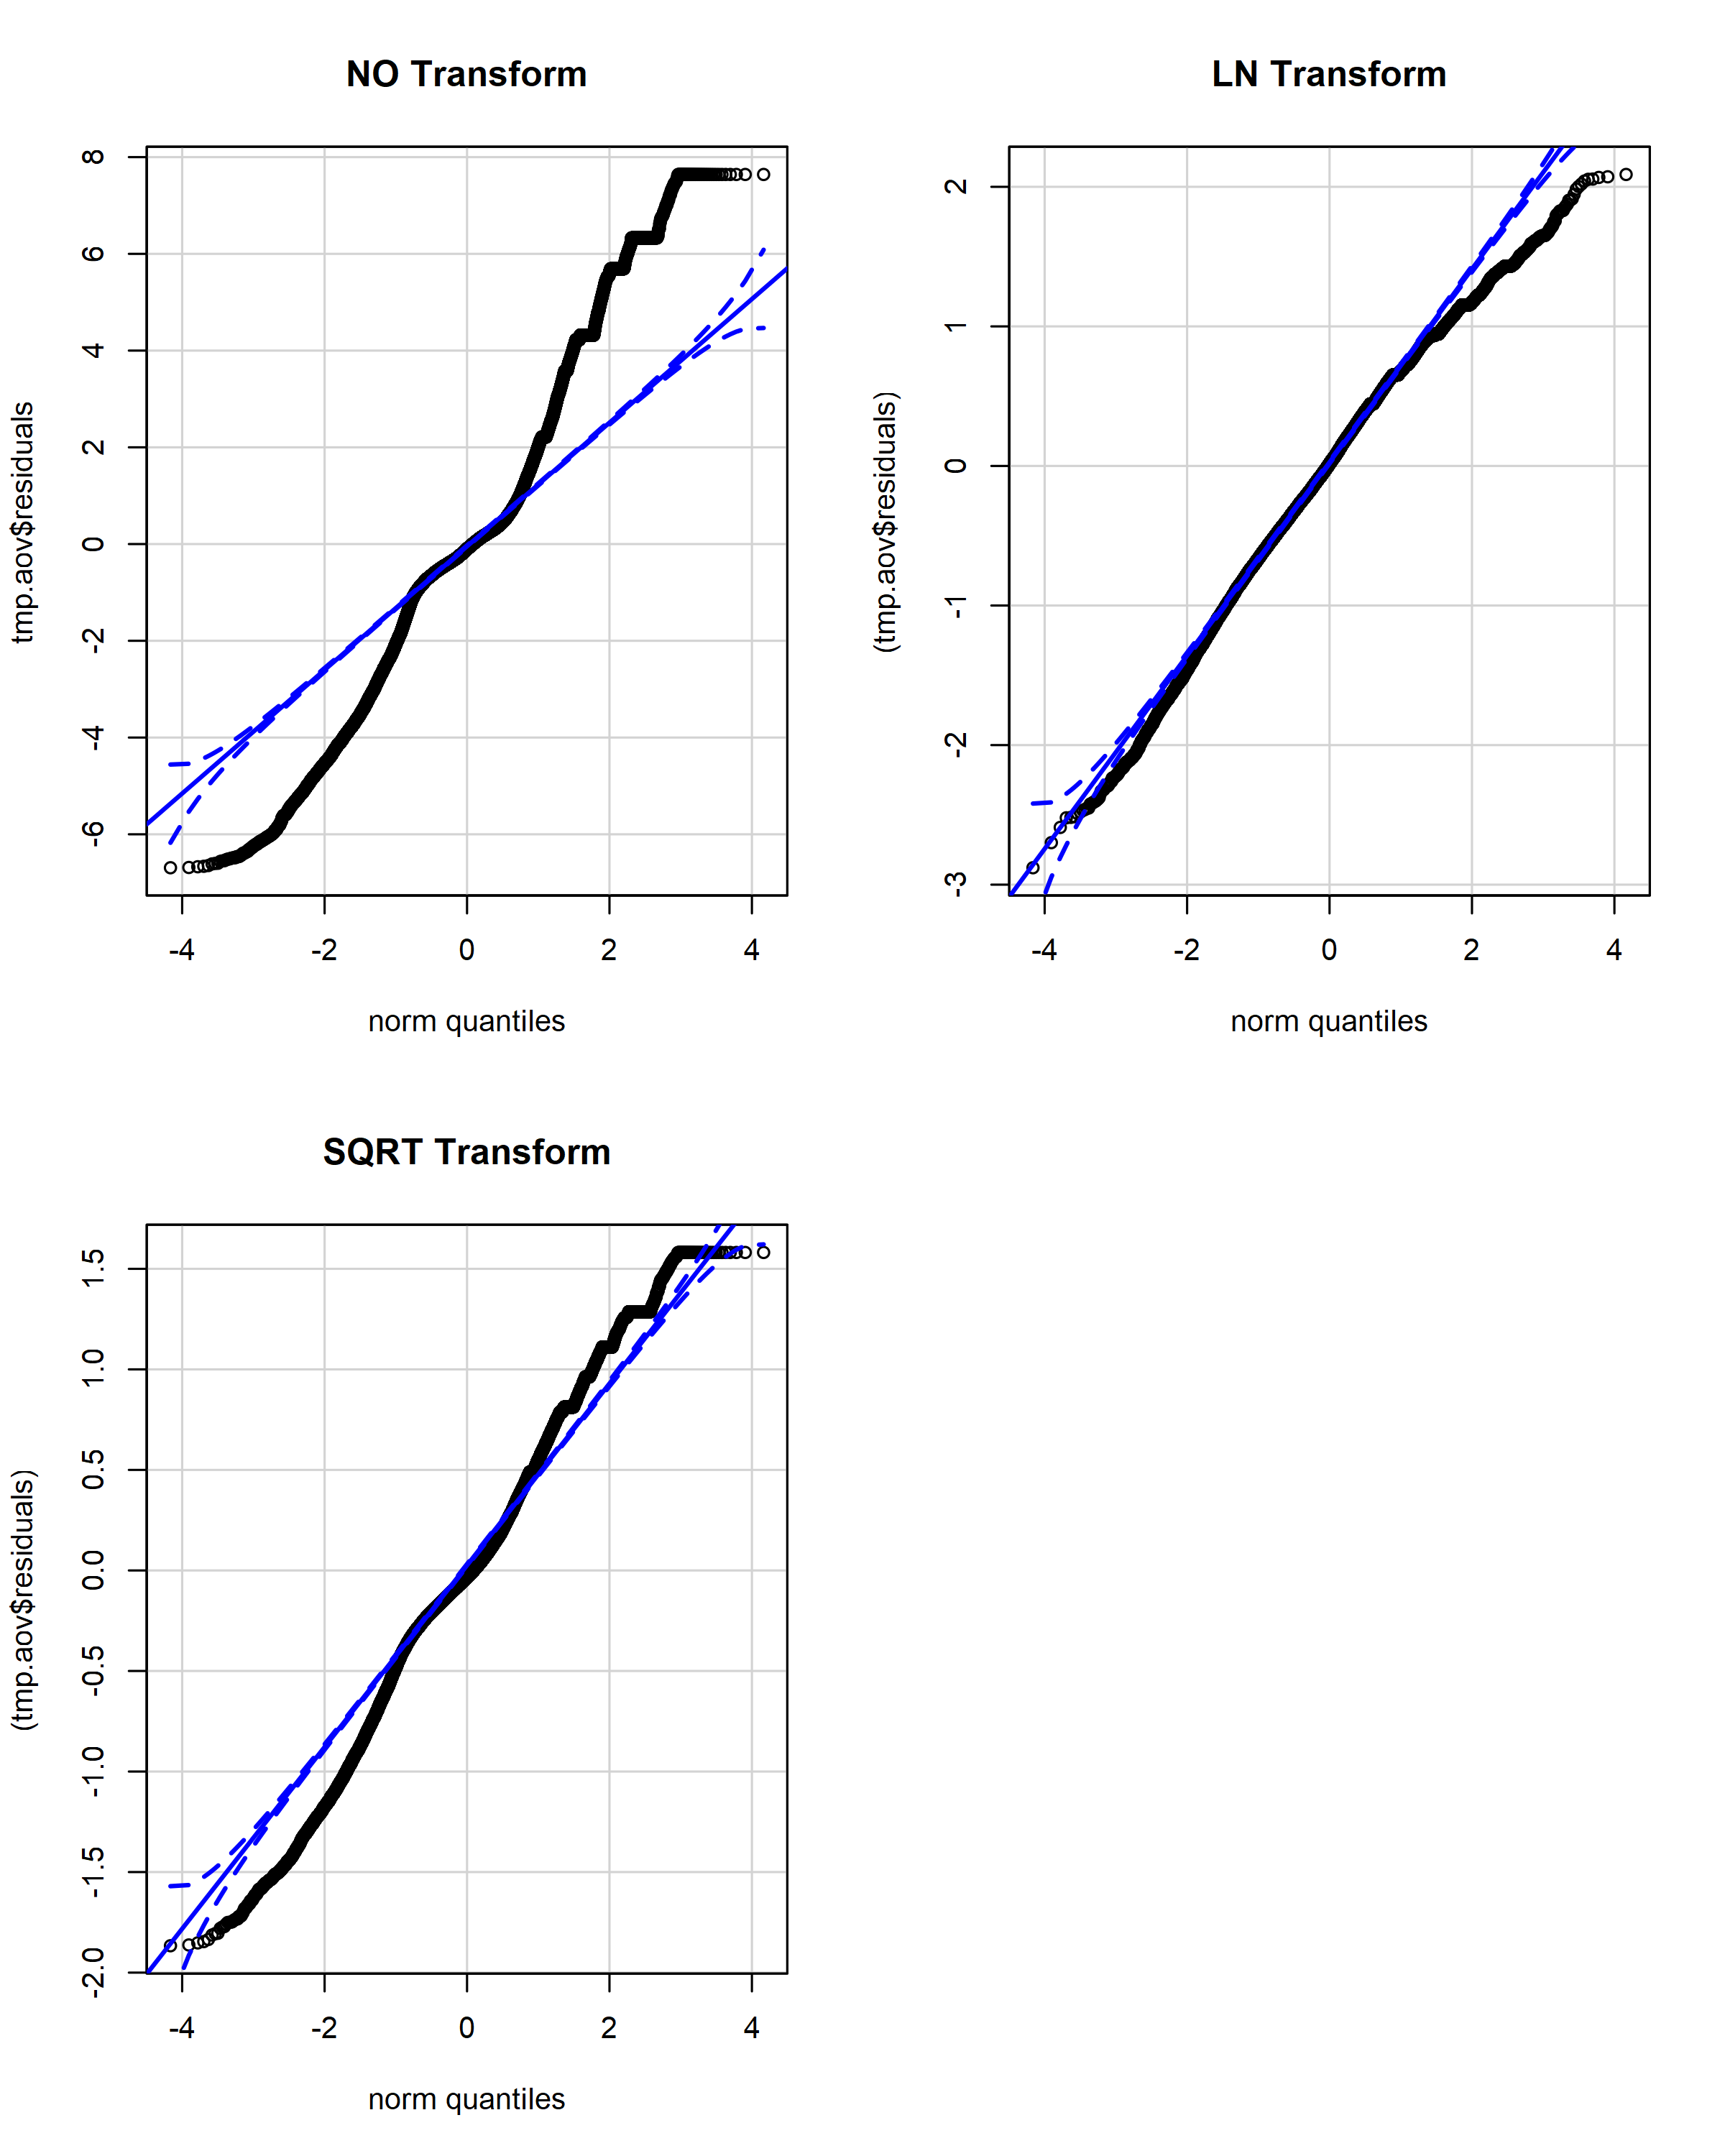 NO Transform
tmp.aov$residuals
8
6
4
2
0
-2
-4
-6
-4 -2 0 2 4
norm quantiles
LN Transform
(tmp.aov$residuals)
2
1
0
-1
-2
-3
-4 -2 0 2 4
norm quantiles
SQRT Transform
(tmp.aov$residuals)
1.5
1.0
0.5
0.0
-0.5
-1.0
-1.5
-2.0
-4 -2 0 2 4
norm quantiles